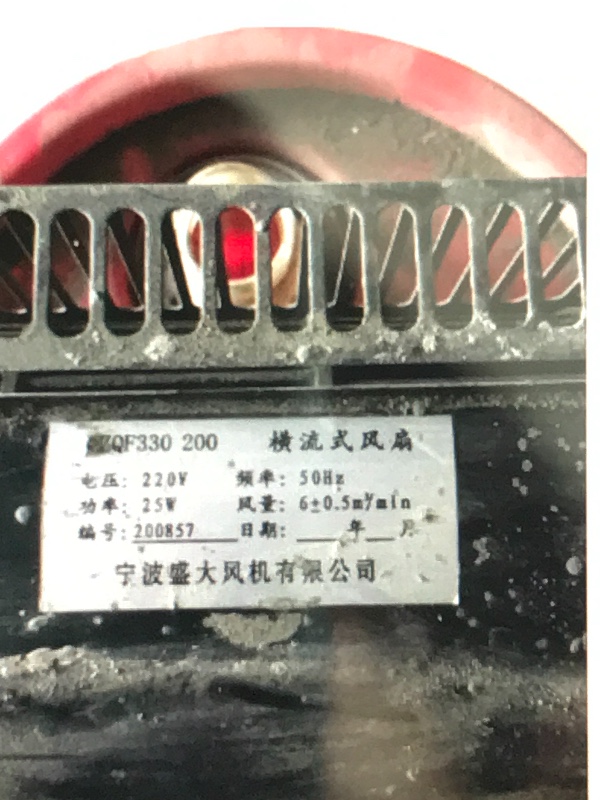 QF330 200 横流式风扇
电压: 220V 频率: 50Hz
功率: 25W 风量: 6±0.5m³/min
编号: 200857 日期: 年 月
宁波盛大风机有限公司